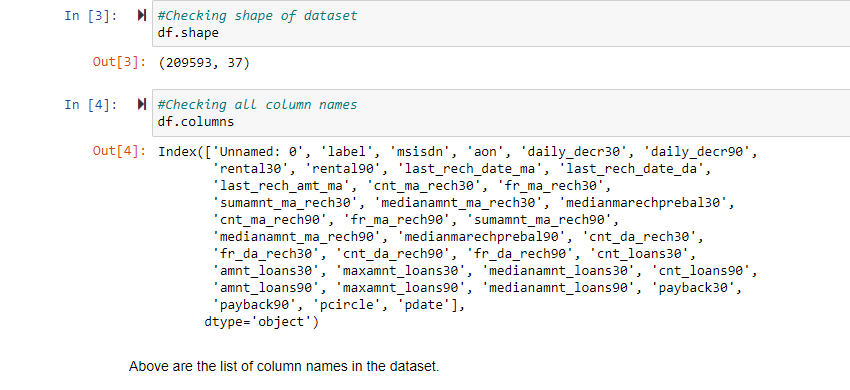 In [3]: #Checking shape of dataset
df.shape
Out[3]: (209593, 37)
In [4]: #Checking all column names
df.columns
Out[4]: Index(['Unnamed: 0', 'label', 'msisdn', 'aon', 'daily_decr30', 'daily_decr90',
'rental30', 'rental90', 'last_rech_date_ma', 'last_rech_date_da',
'last_rech_amt_ma', 'cnt_ma_rech30', 'fr_ma_rech30',
'sumamnt_ma_rech30', 'medianamnt_ma_rech30', 'medianmarechprebal30',
'cnt_ma_rech90', 'fr_ma_rech90', 'sumamnt_ma_rech90',
'medianamnt_ma_rech90', 'medianmarechprebal90', 'cnt_da_rech30',
'fr_da_rech30', 'cnt_da_rech90', 'fr_da_rech90', 'cnt_loans30',
'amnt_loans30', 'maxamnt_loans30', 'medianamnt_loans30', 'cnt_loans90',
'amnt_loans90', 'maxamnt_loans90', 'medianamnt_loans90', 'payback30',
'payback90', 'pcircle', 'pdate'],
dtype='object')
Above are the list of column names in the dataset.